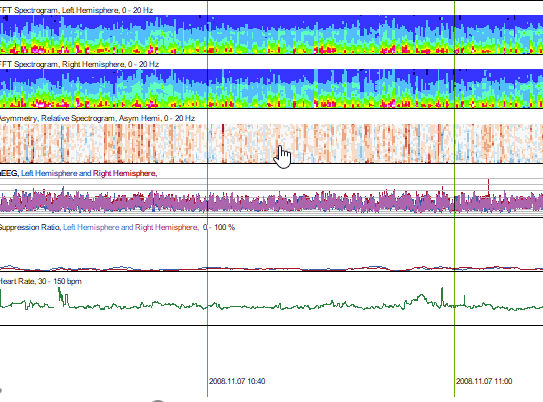 FFT Spectrogram, Left Hemisphere, 0 - 20 Hz
FFT Spectrogram, Right Hemisphere, 0 - 20 Hz
Asymmetry, Relative Spectrogram, Asym Hemi, 0 - 20 Hz
aEEG, Left Hemisphere and Right Hemisphere,
Suppression Ratio, Left Hemisphere and Right Hemisphere, 0 - 100 %
Heart Rate, 30 - 150 bpm
2008.11.07 10:40
2008.11.07 11:00